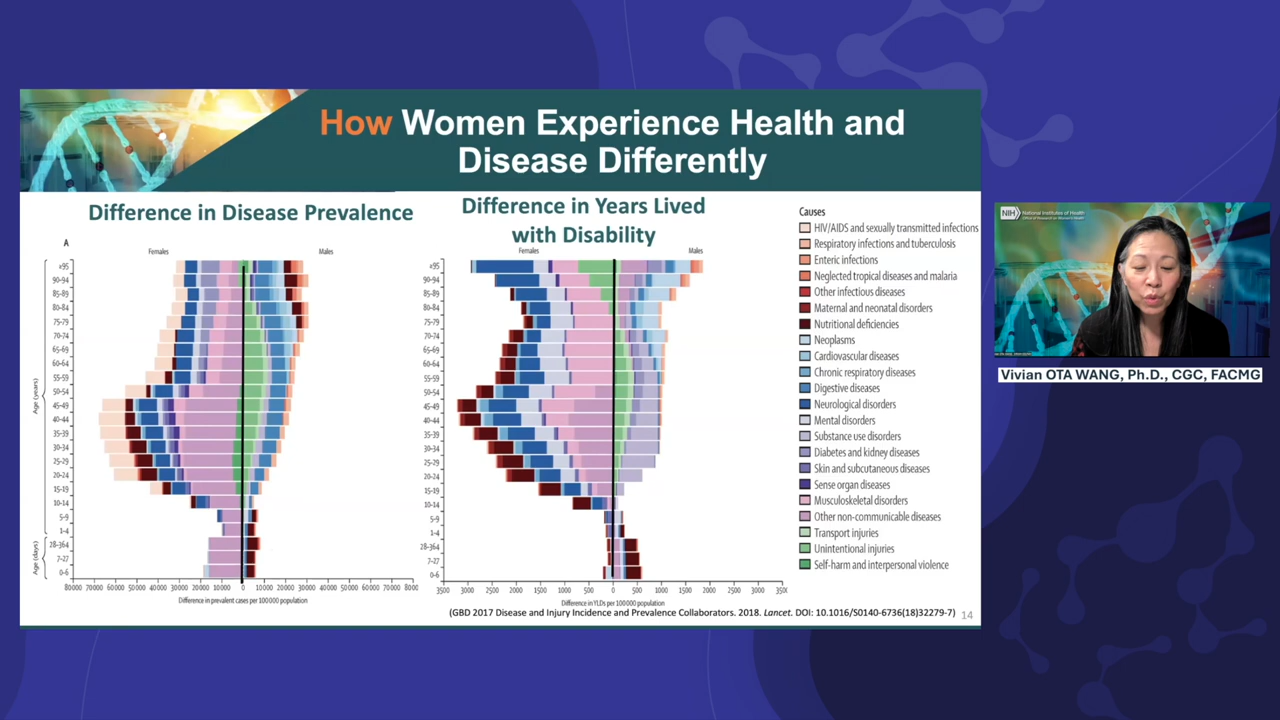 How Women Experience Health and
Disease Differently
Difference in Disease Prevalence
A
Females
Males
Age (years)
≥95
90–94
85–89
80–84
75–79
70–74
65–69
60–64
55–59
50–54
45–49
40–44
35–39
30–34
25–29
20–24
15–19
10–14
5–9
1–4
Age (days)
28–364
7–27
0–6
80000 70000 60000 50000 40000 30000 20000 10000 0 10000 20000 30000 40000 50000 60000 70000 8000
Difference in prevalent cases per 100 000 population
Difference in Years Lived
with Disability
Females
Males
≥95
90–94
85–89
80–84
75–79
70–74
65–69
60–64
55–59
50–54
45–49
40–44
35–39
30–34
25–29
20–24
15–19
10–14
5–9
1–4
28–364
7–27
0–6
3500 3000 2500 2000 1500 1000 500 0 500 1000 1500 2000 2500 3000 350
Difference in YLDs per 100 000 population
Causes
HIV/AIDS and sexually transmitted infections
Respiratory infections and tuberculosis
Enteric infections
Neglected tropical diseases and malaria
Other infectious diseases
Maternal and neonatal disorders
Nutritional deficiencies
Neoplasms
Cardiovascular diseases
Chronic respiratory diseases
Digestive diseases
Neurological disorders
Mental disorders
Substance use disorders
Diabetes and kidney diseases
Skin and subcutaneous diseases
Sense organ diseases
Musculoskeletal disorders
Other non-communicable diseases
Transport injuries
Unintentional injuries
Self-harm and interpersonal violence
(GBD 2017 Disease and Injury Incidence and Prevalence Collaborators. 2018. Lancet. DOI: 10.1016/S0140-6736(18)32279-7)
14
NIH National Institutes of Health
Office of Research on Women's Health
Vivian OTA WANG, Ph.D., CGC, FACMG